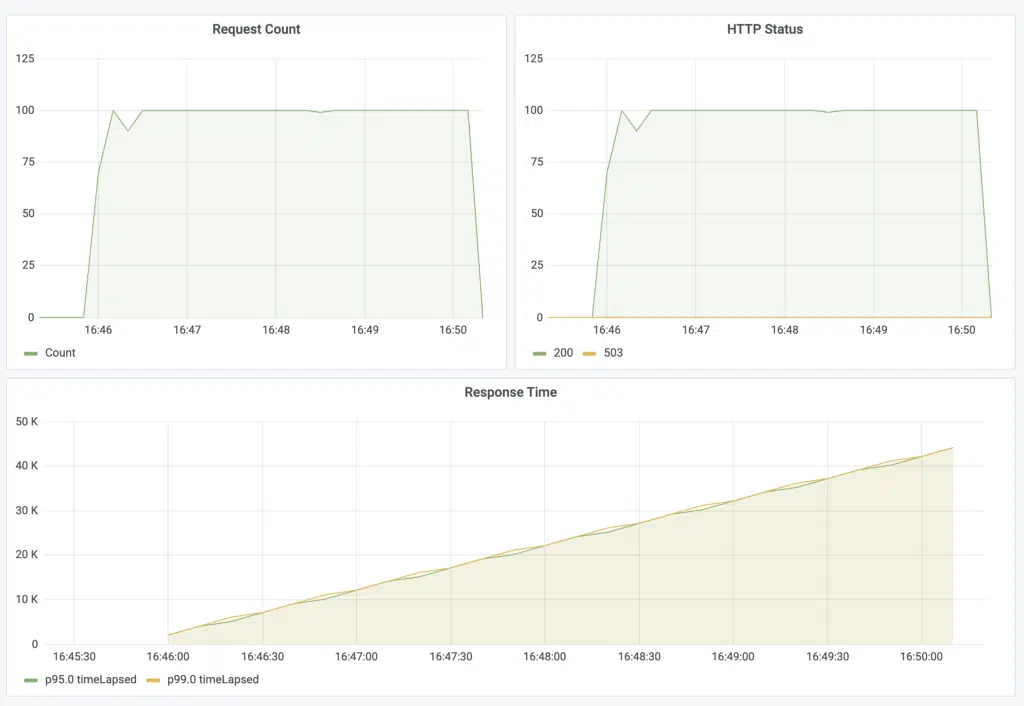 Request Count
125
100
75
50
25
0
16:46 16:47 16:48 16:49 16:50
Count
HTTP Status
125
100
75
50
25
0
16:46 16:47 16:48 16:49 16:50
200 503
Response Time
50 K
40 K
30 K
20 K
10 K
0
16:45:30 16:46:00 16:46:30 16:47:00 16:47:30 16:48:00 16:48:30 16:49:00 16:49:30 16:50:00
p95.0 timeLapsed p99.0 timeLapsed